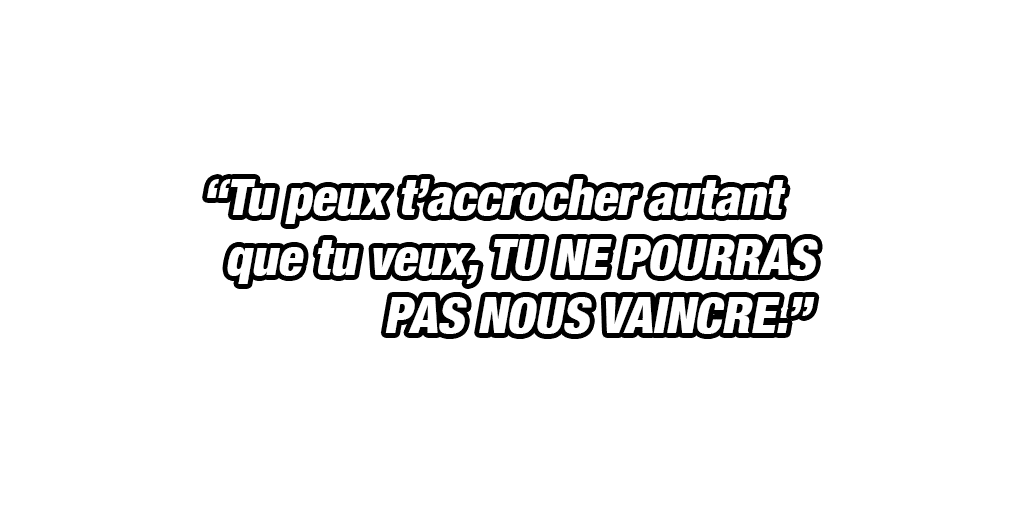 “Tu peux t’accrocher autant
que tu veux, TU NE POURRAS
PAS NOUS VAINCRE.”